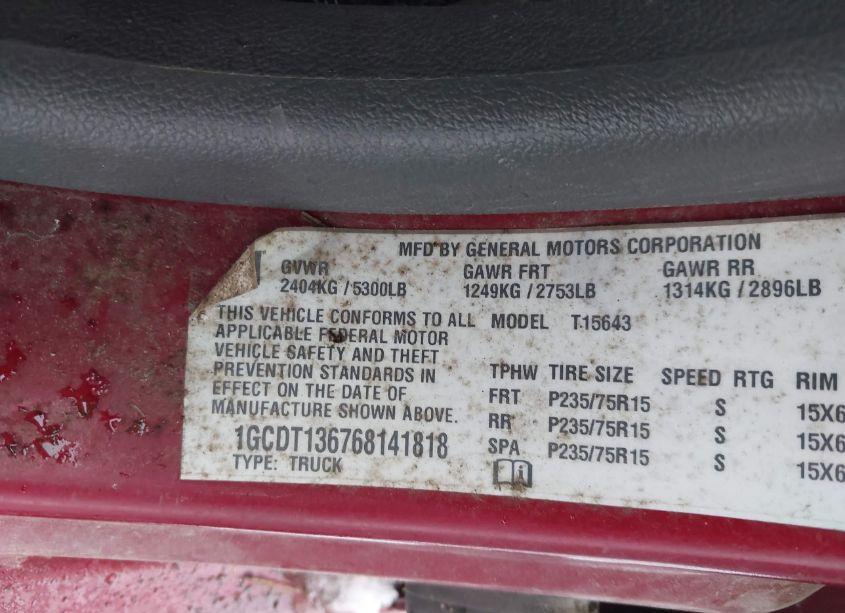 MFD BY GENERAL MOTORS CORPORATION
GVWR GAWR FRT GAWR RR
2404KG / 5300LB 1249KG / 2753LB 1314KG / 2896LB
THIS VEHICLE CONFORMS TO ALL
APPLICABLE FEDERAL MOTOR
VEHICLE SAFETY AND THEFT
PREVENTION STANDARDS IN
EFFECT ON THE DATE OF
MANUFACTURE SHOWN ABOVE.
1GCDT136768141818
TYPE: TRUCK
MODEL T15643
TPHW TIRE SIZE SPEED RTG RIM
FRT P235/75R15 S 15X6
RR P235/75R15 S 15X6
SPA P235/75R15 S 15X6